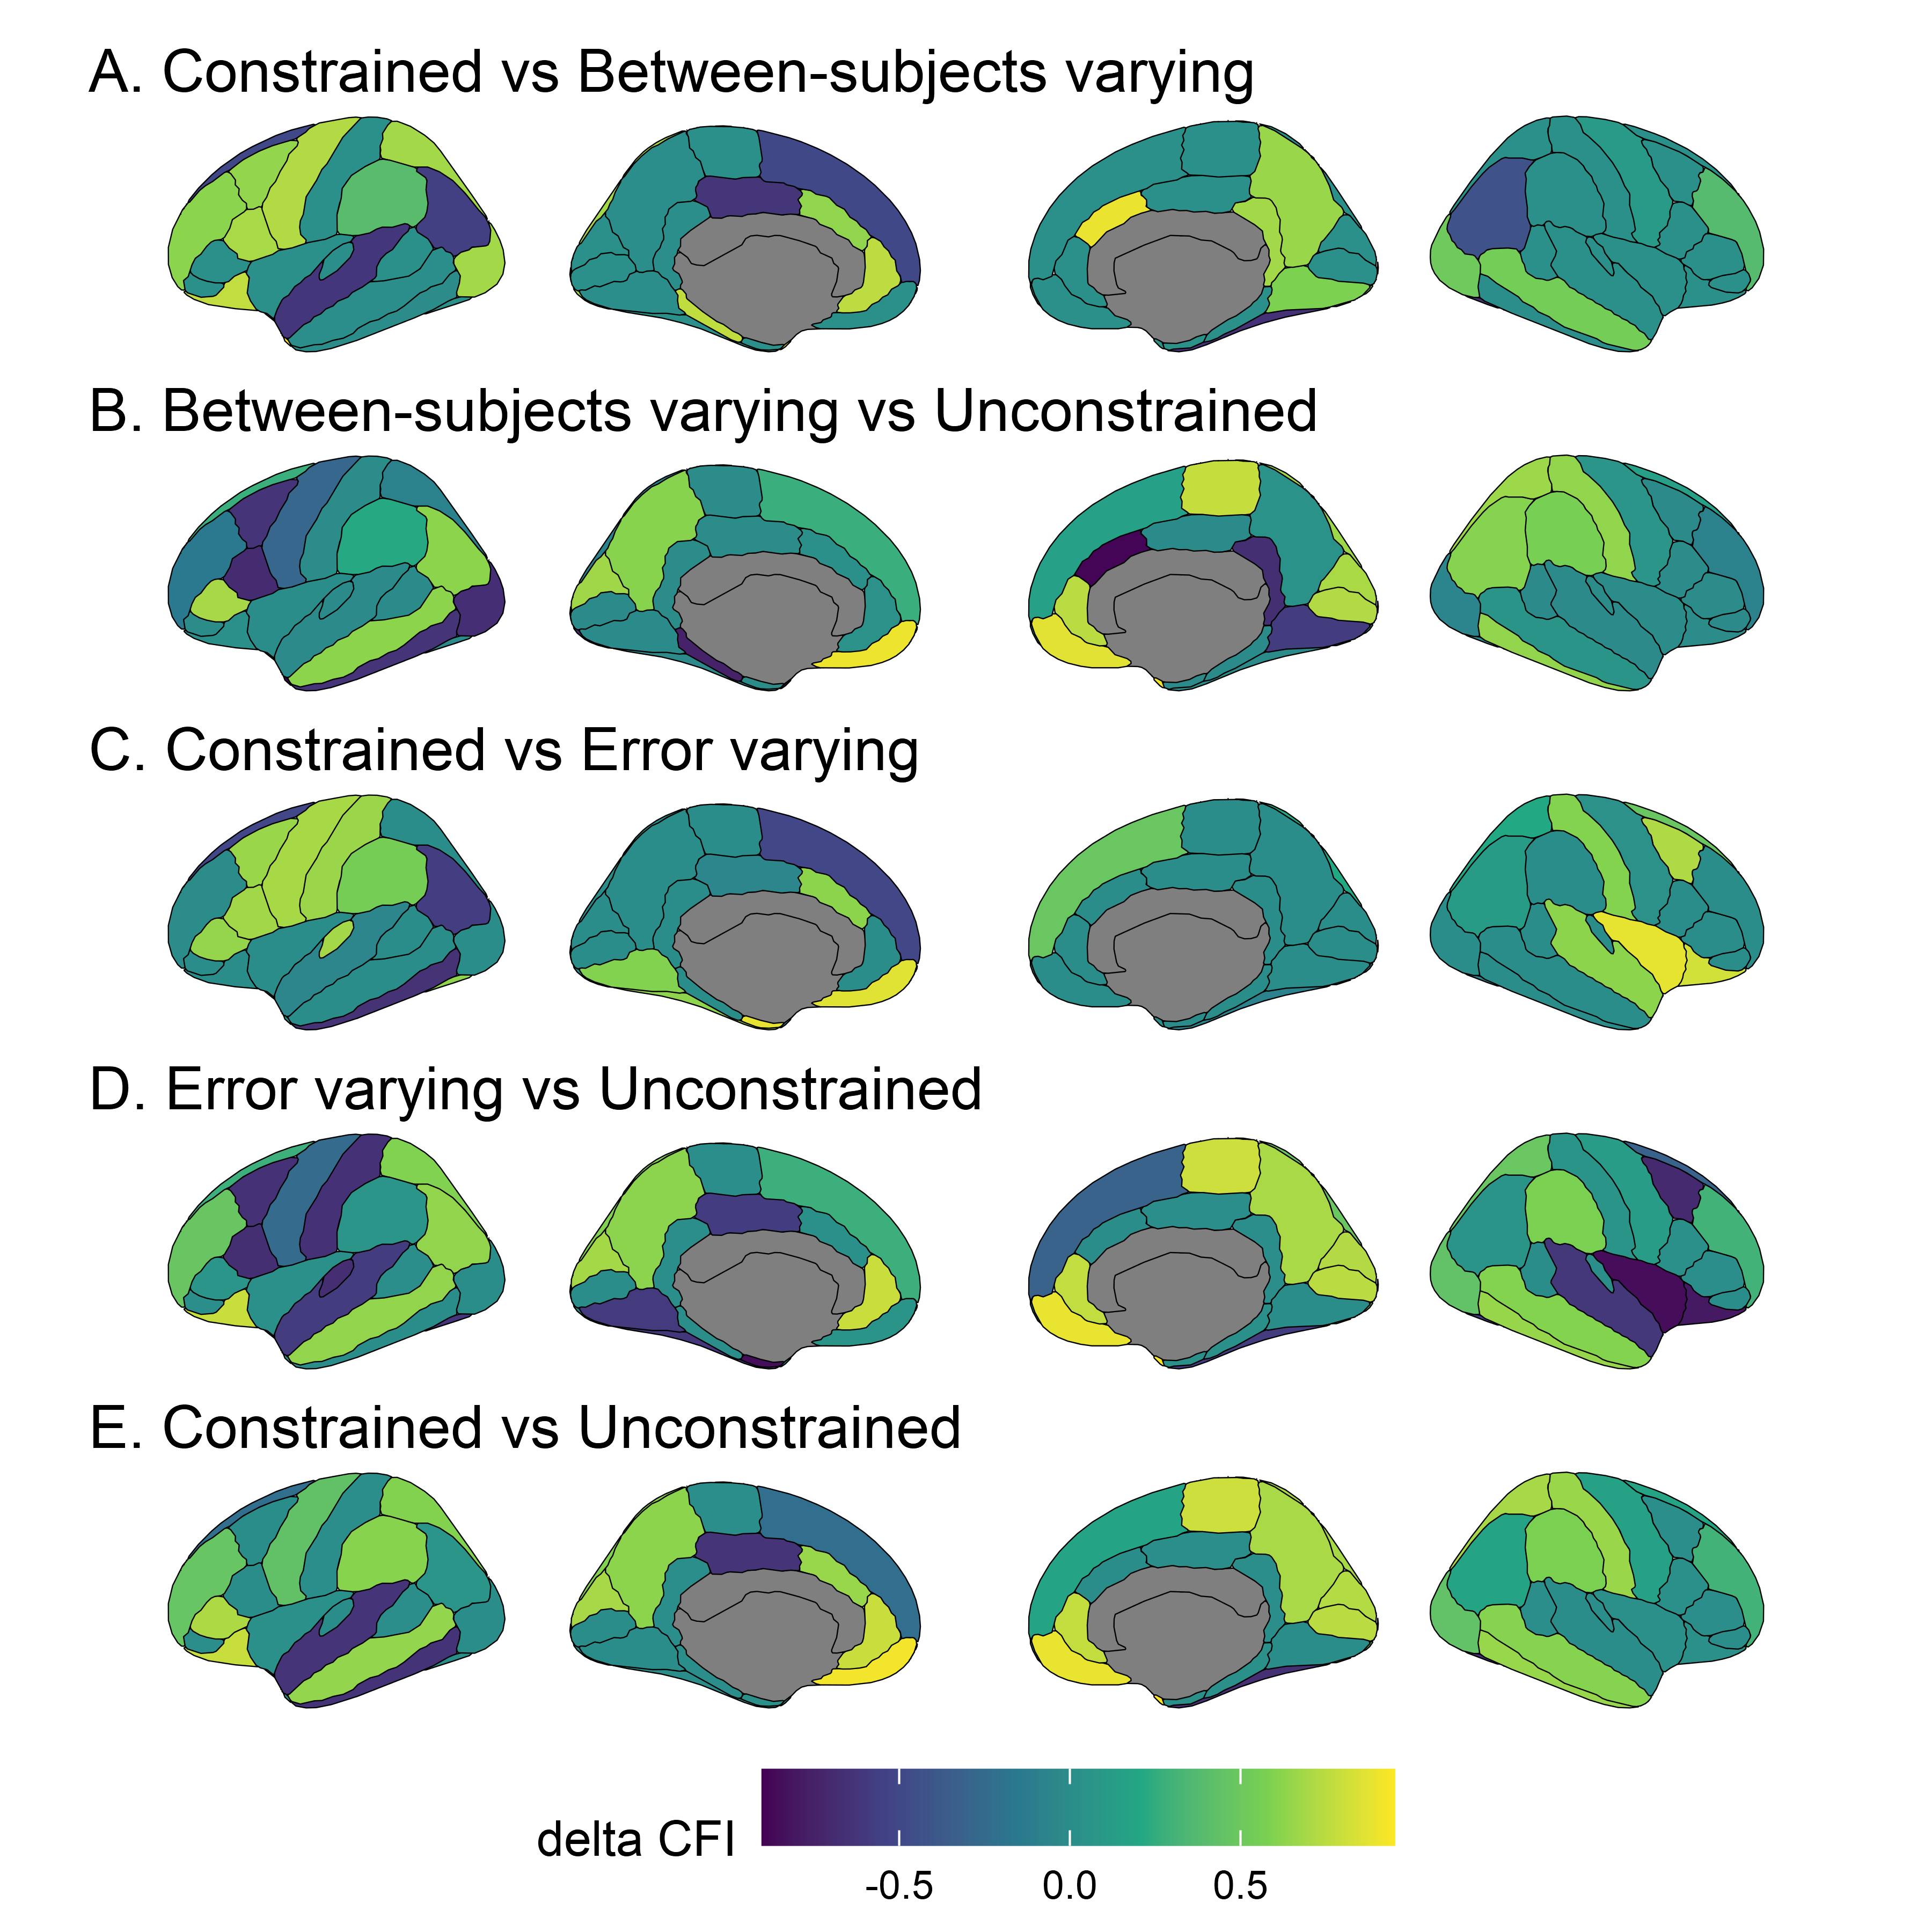 A. Constrained vs Between-subjects varying
B. Between-subjects varying vs Unconstrained
C. Constrained vs Error varying
D. Error varying vs Unconstrained
E. Constrained vs Unconstrained
delta CFI
-0.5 0.0 0.5